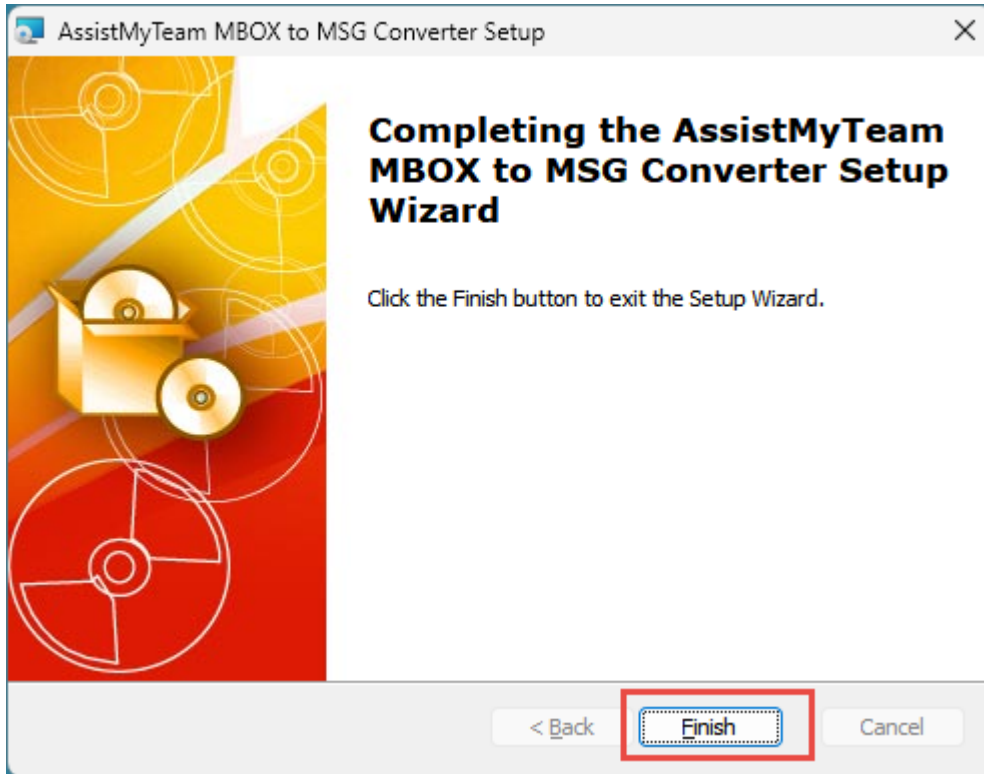 AssistMyTeam MBOX to MSG Converter Setup
Completing the AssistMyTeam
MBOX to MSG Converter Setup
Wizard
Click the Finish button to exit the Setup Wizard.
< Back
Finish
Cancel